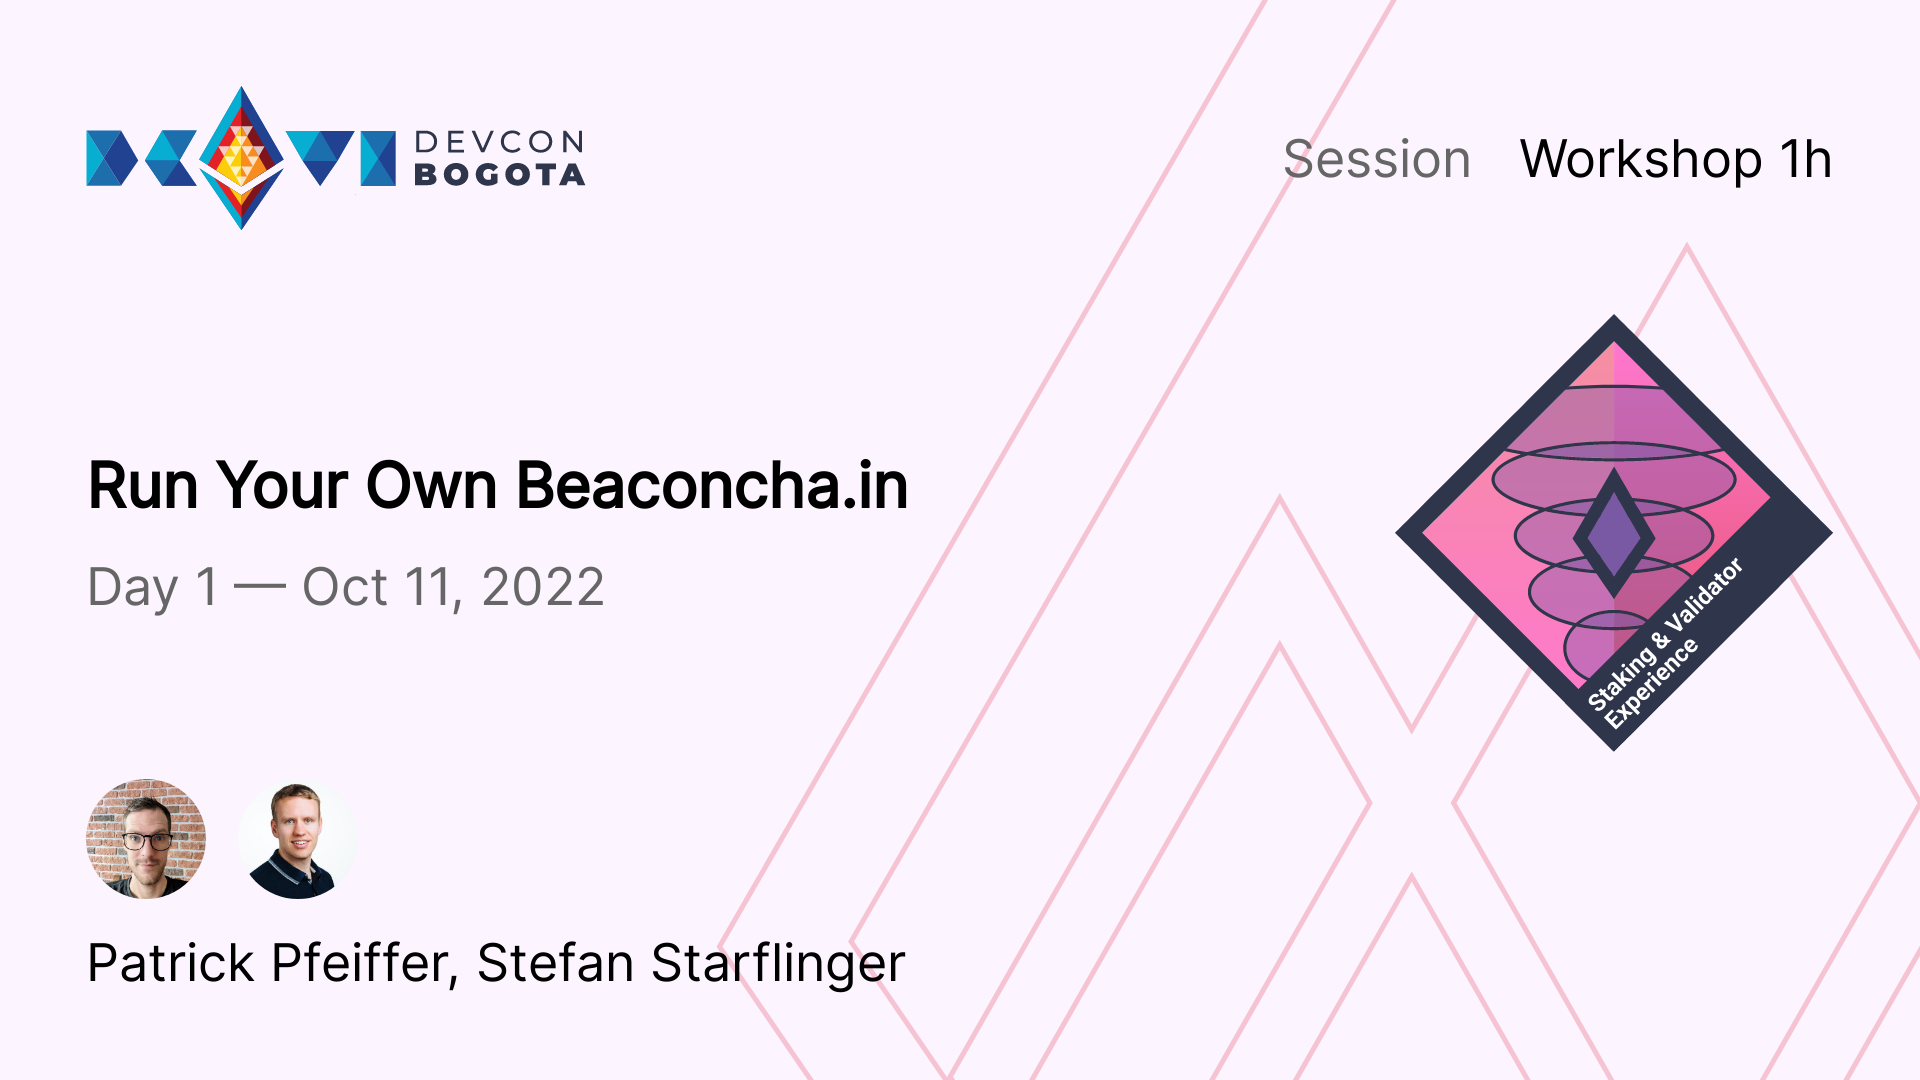 DEVCON
BOGOTA
Session Workshop 1h
Run Your Own Beaconcha.in
Day 1 — Oct 11, 2022
Staking & Validator
Experience
Patrick Pfeiffer, Stefan Starflinger